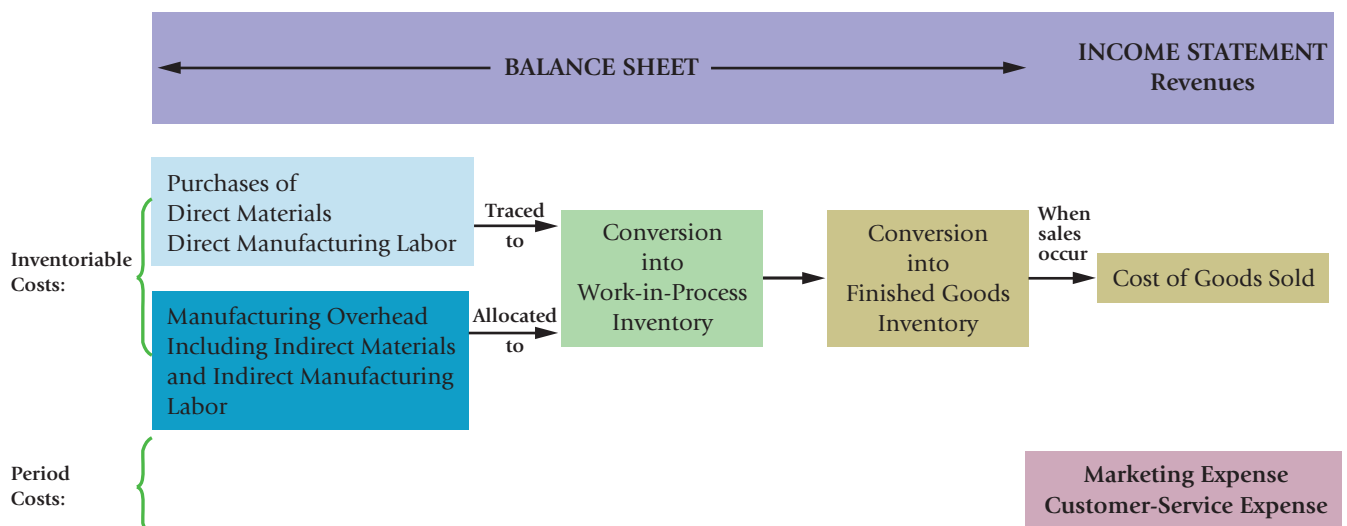 BALANCE SHEET
INCOME STATEMENT
Revenues
Inventoriable
Costs:
Purchases of
Direct Materials
Direct Manufacturing Labor
Traced
to
Manufacturing Overhead
Including Indirect Materials
and Indirect Manufacturing
Labor
Allocated
to
Conversion
into
Work-in-Process
Inventory
Conversion
into
Finished Goods
Inventory
When
sales
occur
Cost of Goods Sold
Period
Costs:
Marketing Expense
Customer-Service Expense